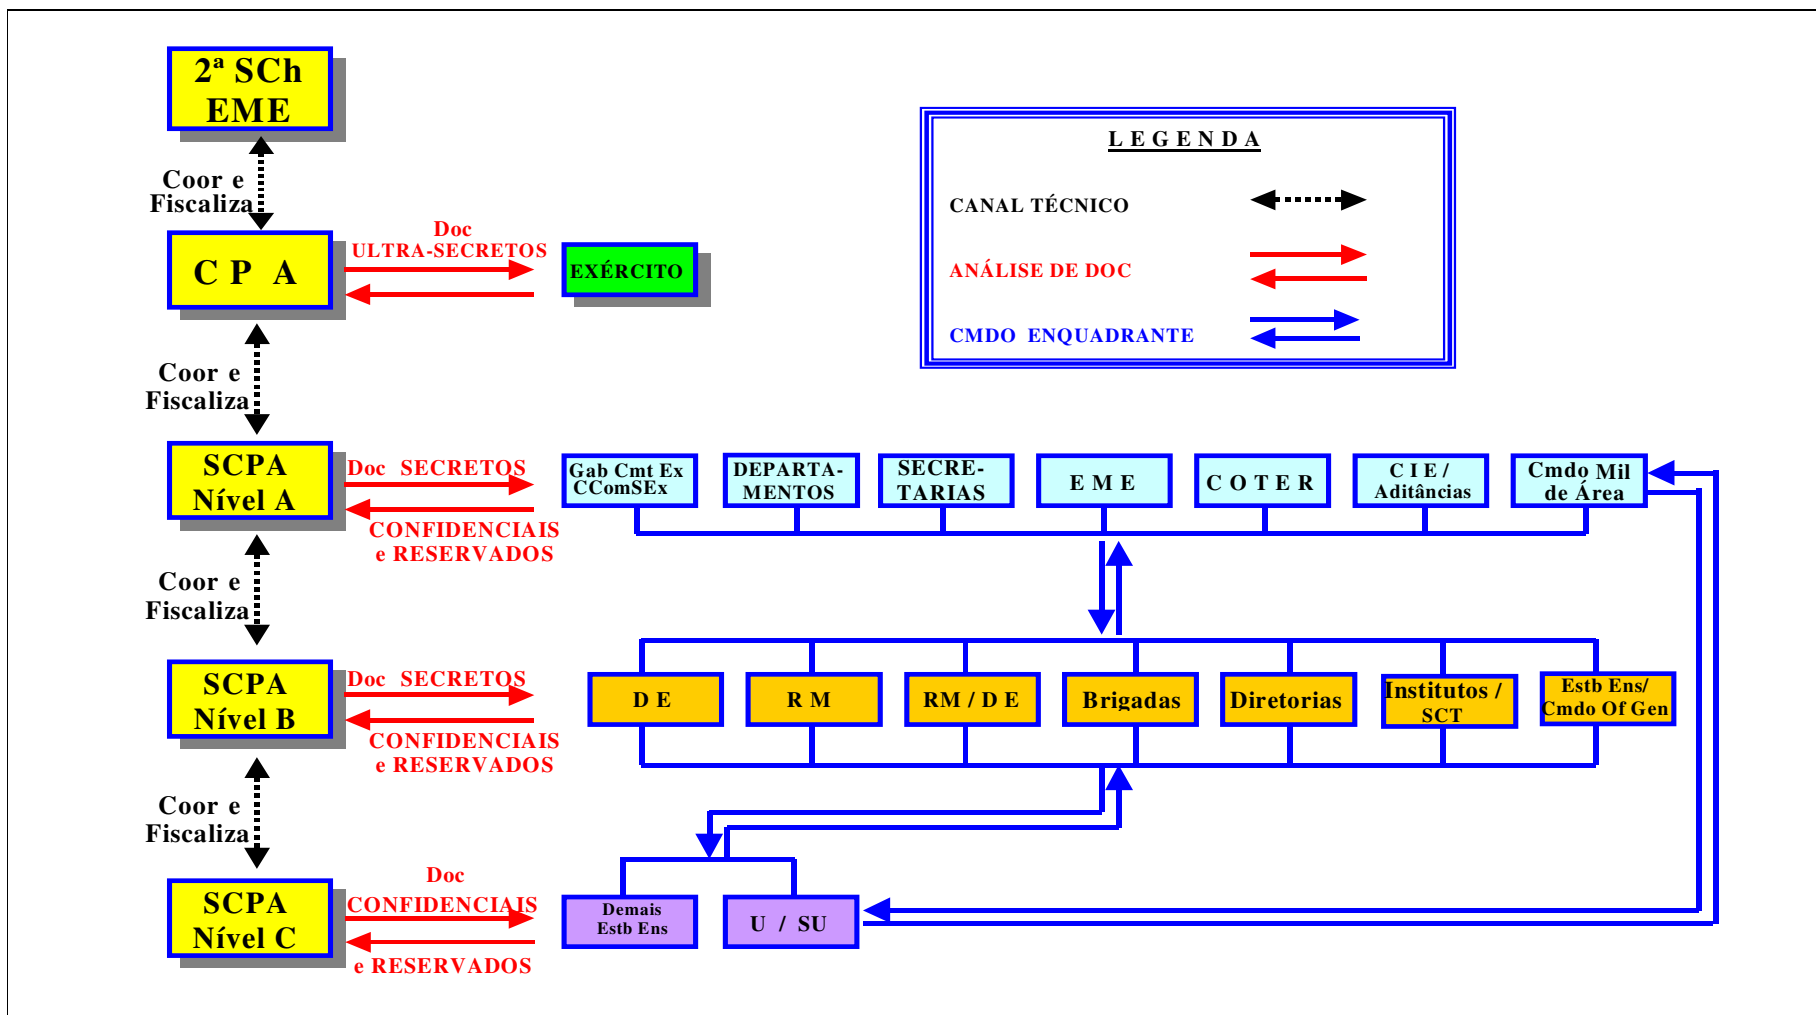 2ª SCh
EME
Coor e
Fiscaliza
C P A
Doc
ULTRA-SECRETOS
EXÉRCITO
L E G E N D A
CANAL TÉCNICO
ANÁLISE DE DOC
CMDO ENQUADRANTE
Coor e
Fiscaliza
SCPA
Nível A
Doc SECRETOS
CONFIDENCIAIS
e RESERVADOS
Gab Cmt Ex
CComSEx
DEPARTA-
MENTOS
SECRE-
TARIAS
E M E
C O T E R
C I E /
Aditâncias
Cmdo Mil
de Área
Coor e
Fiscaliza
SCPA
Nível B
Doc SECRETOS
CONFIDENCIAIS
e RESERVADOS
D E
R M
RM / D E
Brigadas
Diretorias
Institutos /
SCT
Estb Ens/
Cmdo Of Gen
Coor e
Fiscaliza
SCPA
Nível C
Doc
CONFIDENCIAIS
e RESERVADOS
Demais
Estb Ens
U / SU